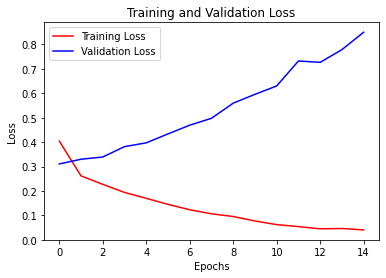 Training and Validation Loss
Training Loss
Validation Loss
0.8
0.7
0.6
0.5
0.4
0.3
0.2
0.1
0.0
Loss
0 2 4 6 8 10 12 14
Epochs